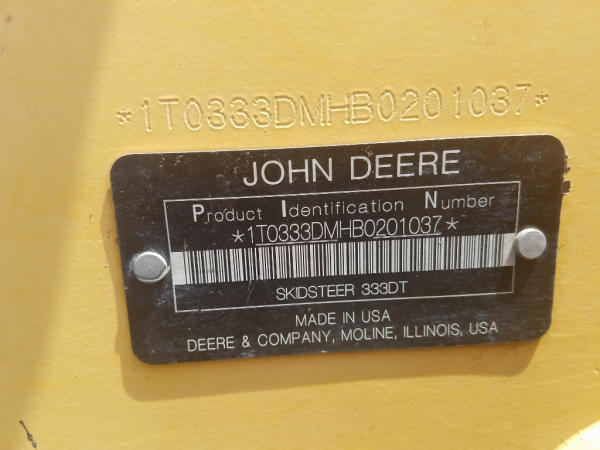 *1T0333DMHB0201037*
JOHN DEERE
Product Identification Number
*1T0333DMHB0201037*
SKIDSTEER 333DT
MADE IN USA
DEERE & COMPANY, MOLINE, ILLINOIS, USA